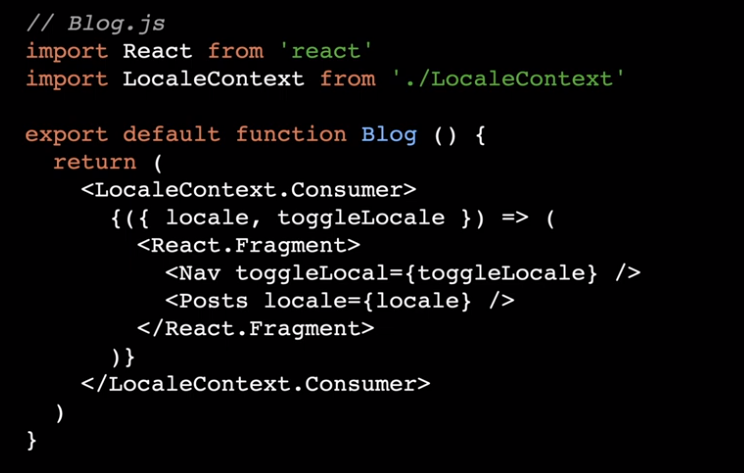 // Blog.js
import React from 'react'
import LocaleContext from './LocaleContext'

export default function Blog () {
  return (
    <LocaleContext.Consumer>
      {({ locale, toggleLocale }) => (
        <React.Fragment>
          <Nav toggleLocal={toggleLocale} />
          <Posts locale={locale} />
        </React.Fragment>
      )}
    </LocaleContext.Consumer>
  )
}